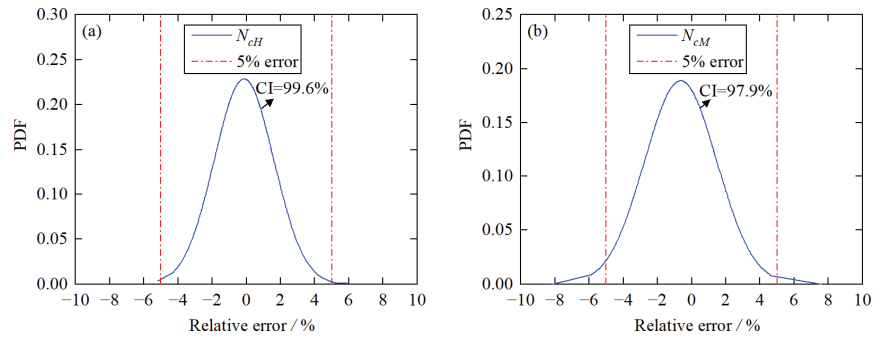 (a)
N_cH
5% error
CI=99.6%
PDF
0.30
0.25
0.20
0.15
0.10
0.05
0.00
−10 −8 −6 −4 −2 0 2 4 6 8 10
Relative error / %
(b)
N_cM
5% error
CI=97.9%
PDF
0.25
0.20
0.15
0.10
0.05
0.00
−10 −8 −6 −4 −2 0 2 4 6 8 10
Relative error / %